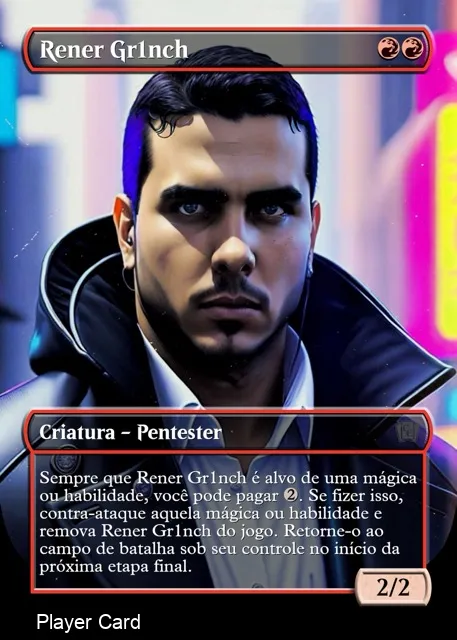 Rener Gr1nch
Criatura – Pentester
Sempre que Rener Gr1nch é alvo de uma mágica
ou habilidade, você pode pagar 2. Se fizer isso,
contra-ataque aquela mágica ou habilidade e
remova Rener Gr1nch do jogo. Retorne-o ao
campo de batalha sob seu controle no início da
próxima etapa final.
2/2
Player Card